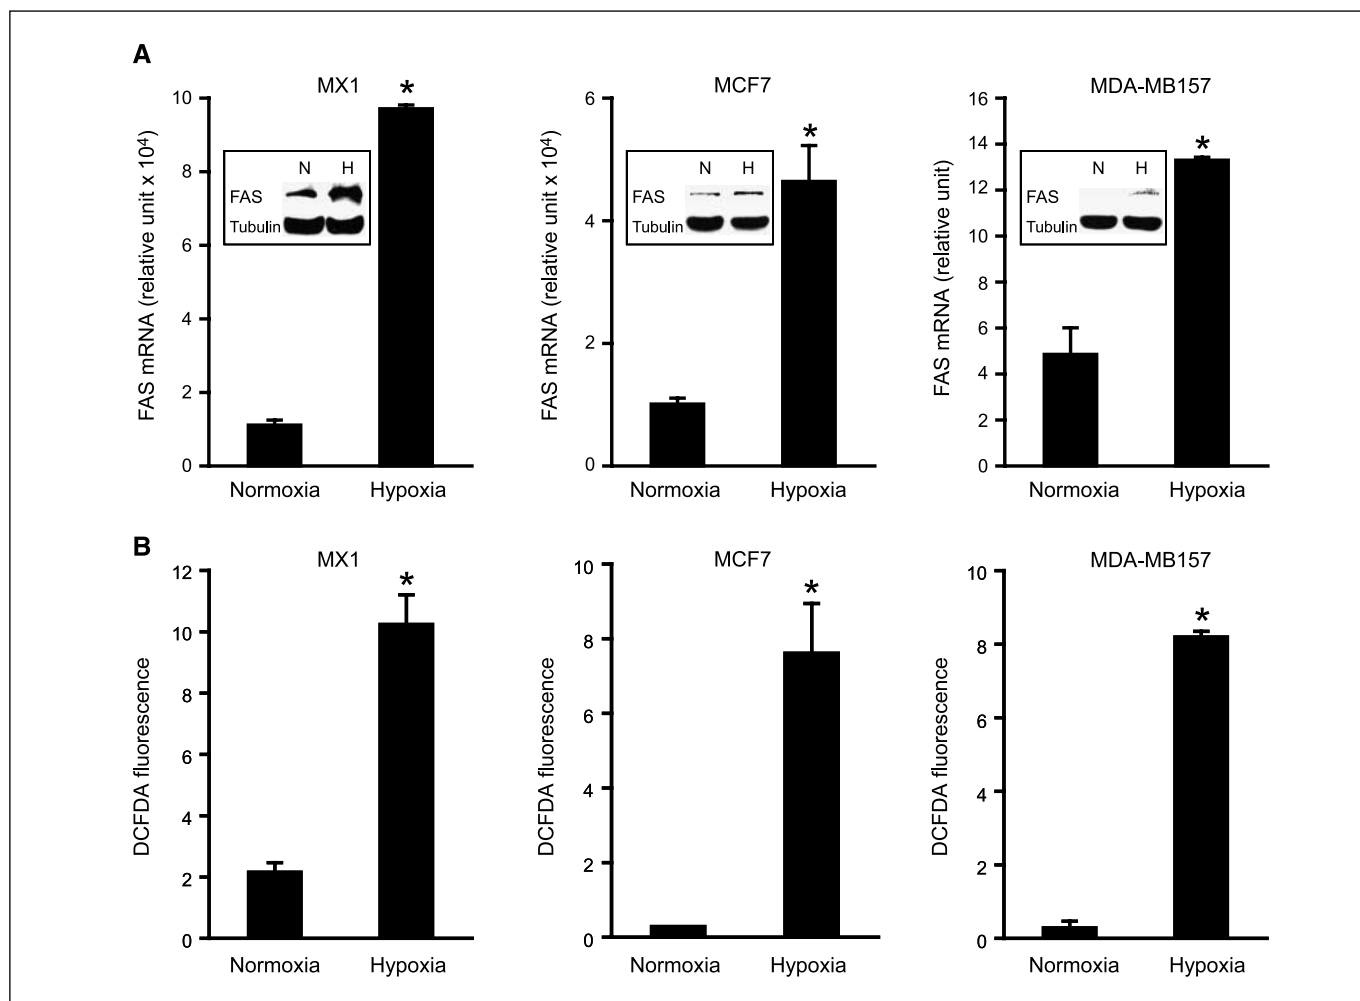 A
MX1
FAS mRNA (relative unit x 10⁴)
10
8
6
4
2
0
*
N H
FAS
Tubulin
Normoxia Hypoxia
MCF7
FAS mRNA (relative unit x 10⁴)
6
4
2
0
*
N H
FAS
Tubulin
Normoxia Hypoxia
MDA-MB157
FAS mRNA (relative unit)
16
14
12
10
8
6
4
2
0
*
N H
FAS
Tubulin
Normoxia Hypoxia
B
MX1
DCFDA fluorescence
12
10
8
6
4
2
0
*
Normoxia Hypoxia
MCF7
DCFDA fluorescence
10
8
6
4
2
0
*
Normoxia Hypoxia
MDA-MB157
DCFDA fluorescence
10
8
6
4
2
0
*
Normoxia Hypoxia